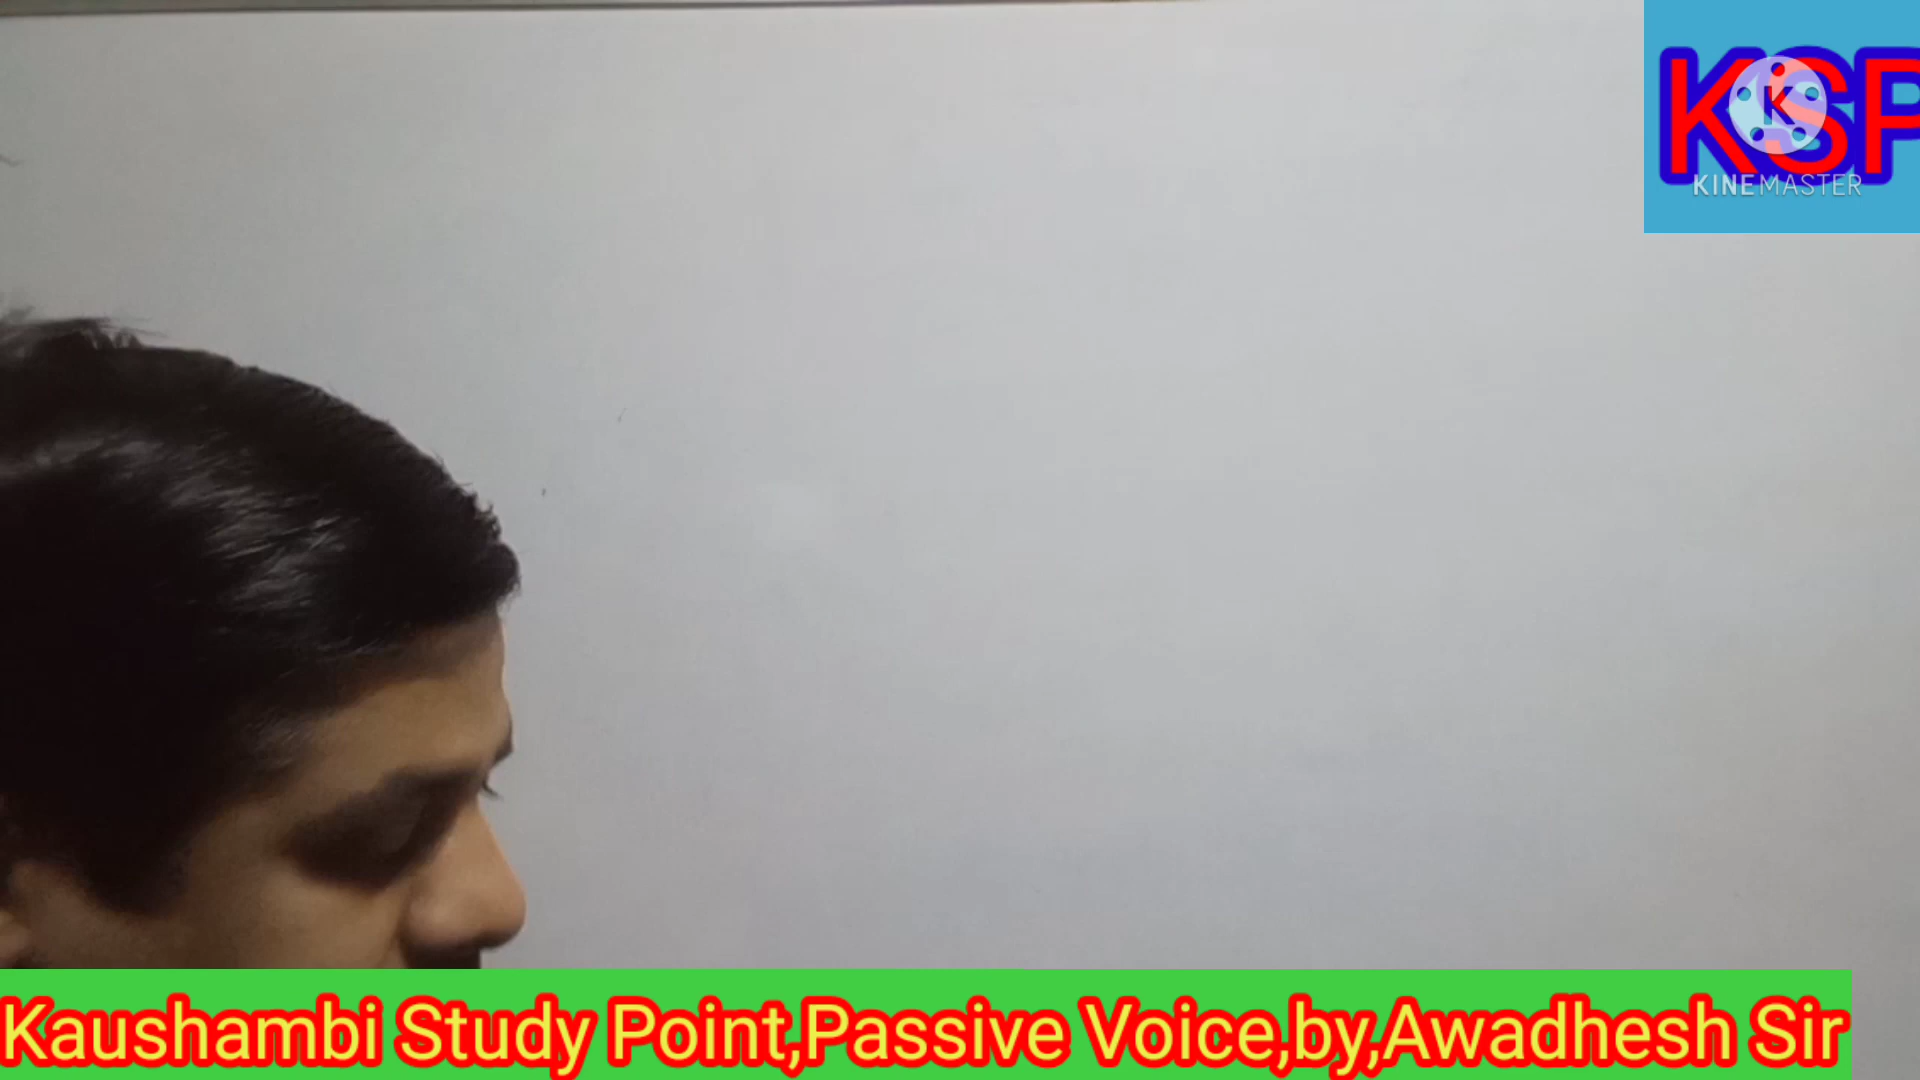 KSP
K
KINEMASTER
Kaushambi Study Point,Passive Voice,by,Awadhesh Sir